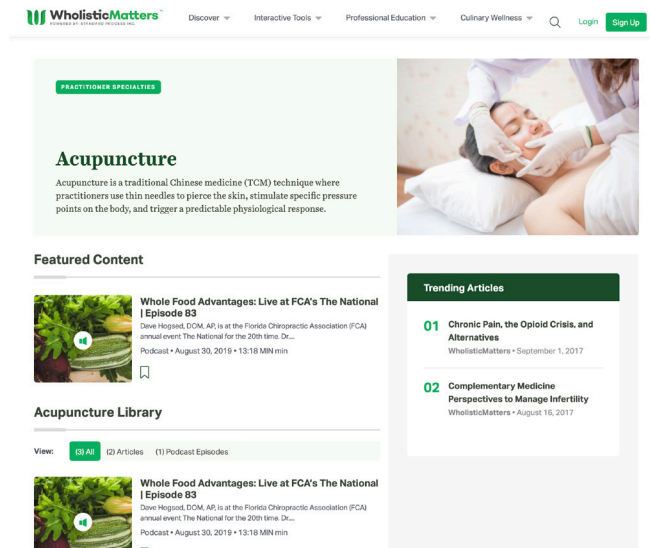 WholisticMatters
POWERED BY STANDARD PROCESS INC.
Discover
Interactive Tools
Professional Education
Culinary Wellness
Login
Sign Up
PRACTITIONER SPECIALTIES
Acupuncture
Acupuncture is a traditional Chinese medicine (TCM) technique where
practitioners use thin needles to pierce the skin, stimulate specific pressure
points on the body, and trigger a predictable physiological response.
Featured Content
Whole Food Advantages: Live at FCA's The National
| Episode 83
Dave Hogsed, DOM, AP, is at the Florida Chiropractic Association (FCA)
annual event The National for the 20th time. Dr....
Podcast • August 30, 2019 • 13:18 MIN min
Acupuncture Library
View:
(3) All
(2) Articles
(1) Podcast Episodes
Whole Food Advantages: Live at FCA's The National
| Episode 83
Dave Hogsed, DOM, AP, is at the Florida Chiropractic Association (FCA)
annual event The National for the 20th time. Dr....
Podcast • August 30, 2019 • 13:18 MIN min
Trending Articles
01
Chronic Pain, the Opioid Crisis, and
Alternatives
WholisticMatters • September 1, 2017
02
Complementary Medicine
Perspectives to Manage Infertility
WholisticMatters • August 16, 2017